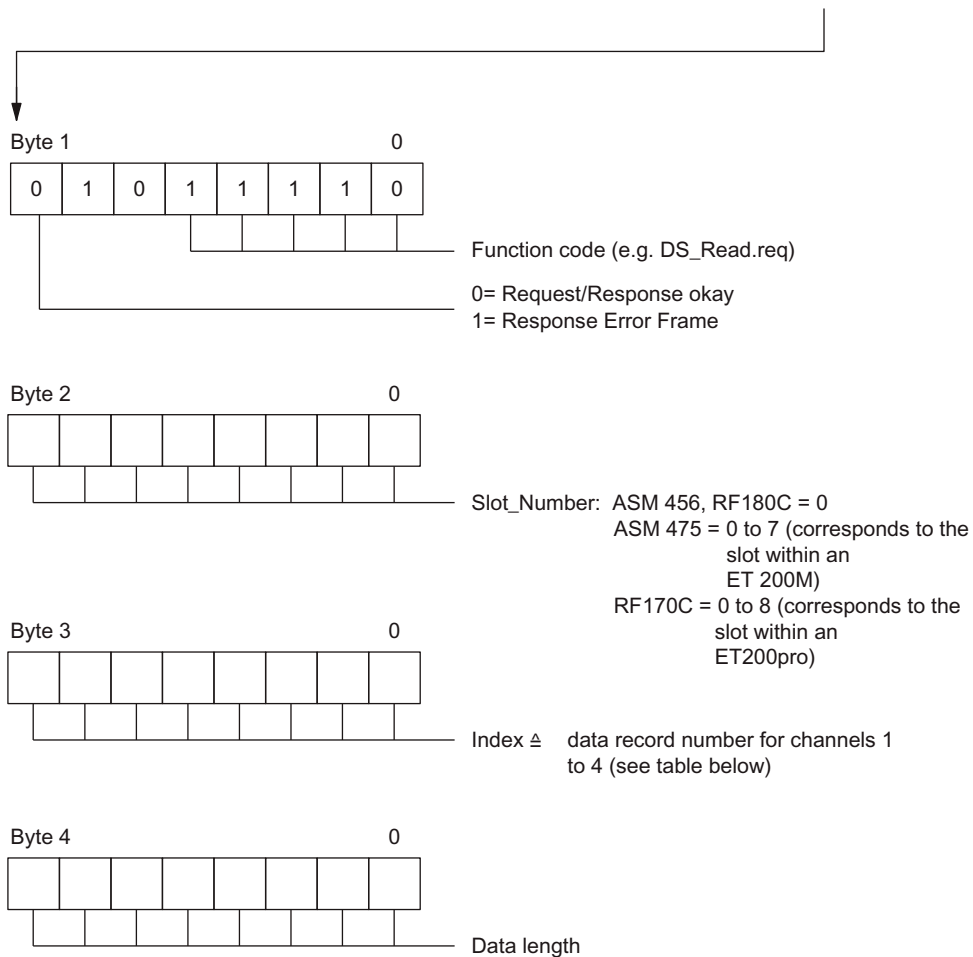 Byte 1 0
0 1 0 1 1 1 1 0
Function code (e.g. DS_Read.req)
0= Request/Response okay
1= Response Error Frame
Byte 2 0
Slot_Number: ASM 456, RF180C = 0
ASM 475 = 0 to 7 (corresponds to the
slot within an
ET 200M)
RF170C = 0 to 8 (corresponds to the
slot within an
ET200pro)
Byte 3 0
Index ≙ data record number for channels 1
to 4 (see table below)
Byte 4 0
Data length